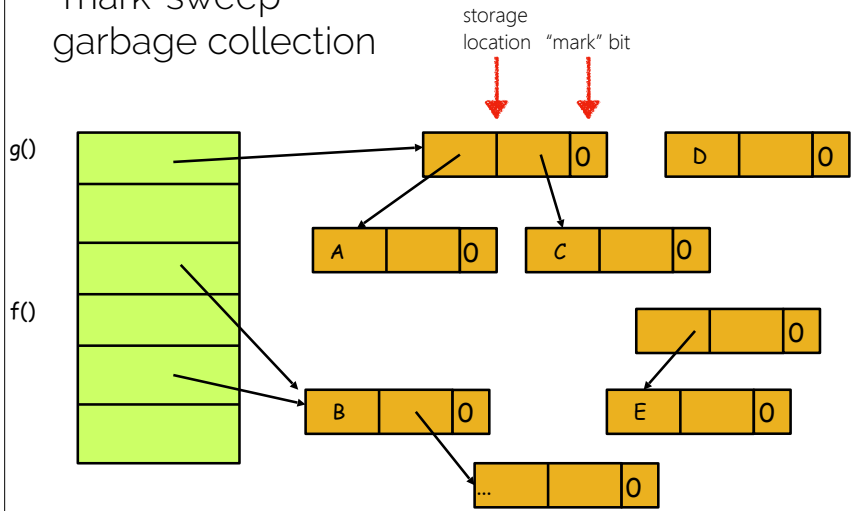 mark-sweep
garbage collection
storage
location “mark” bit
g()
0
D 0
A 0
C 0
f()
0
B 0
E 0
... 0